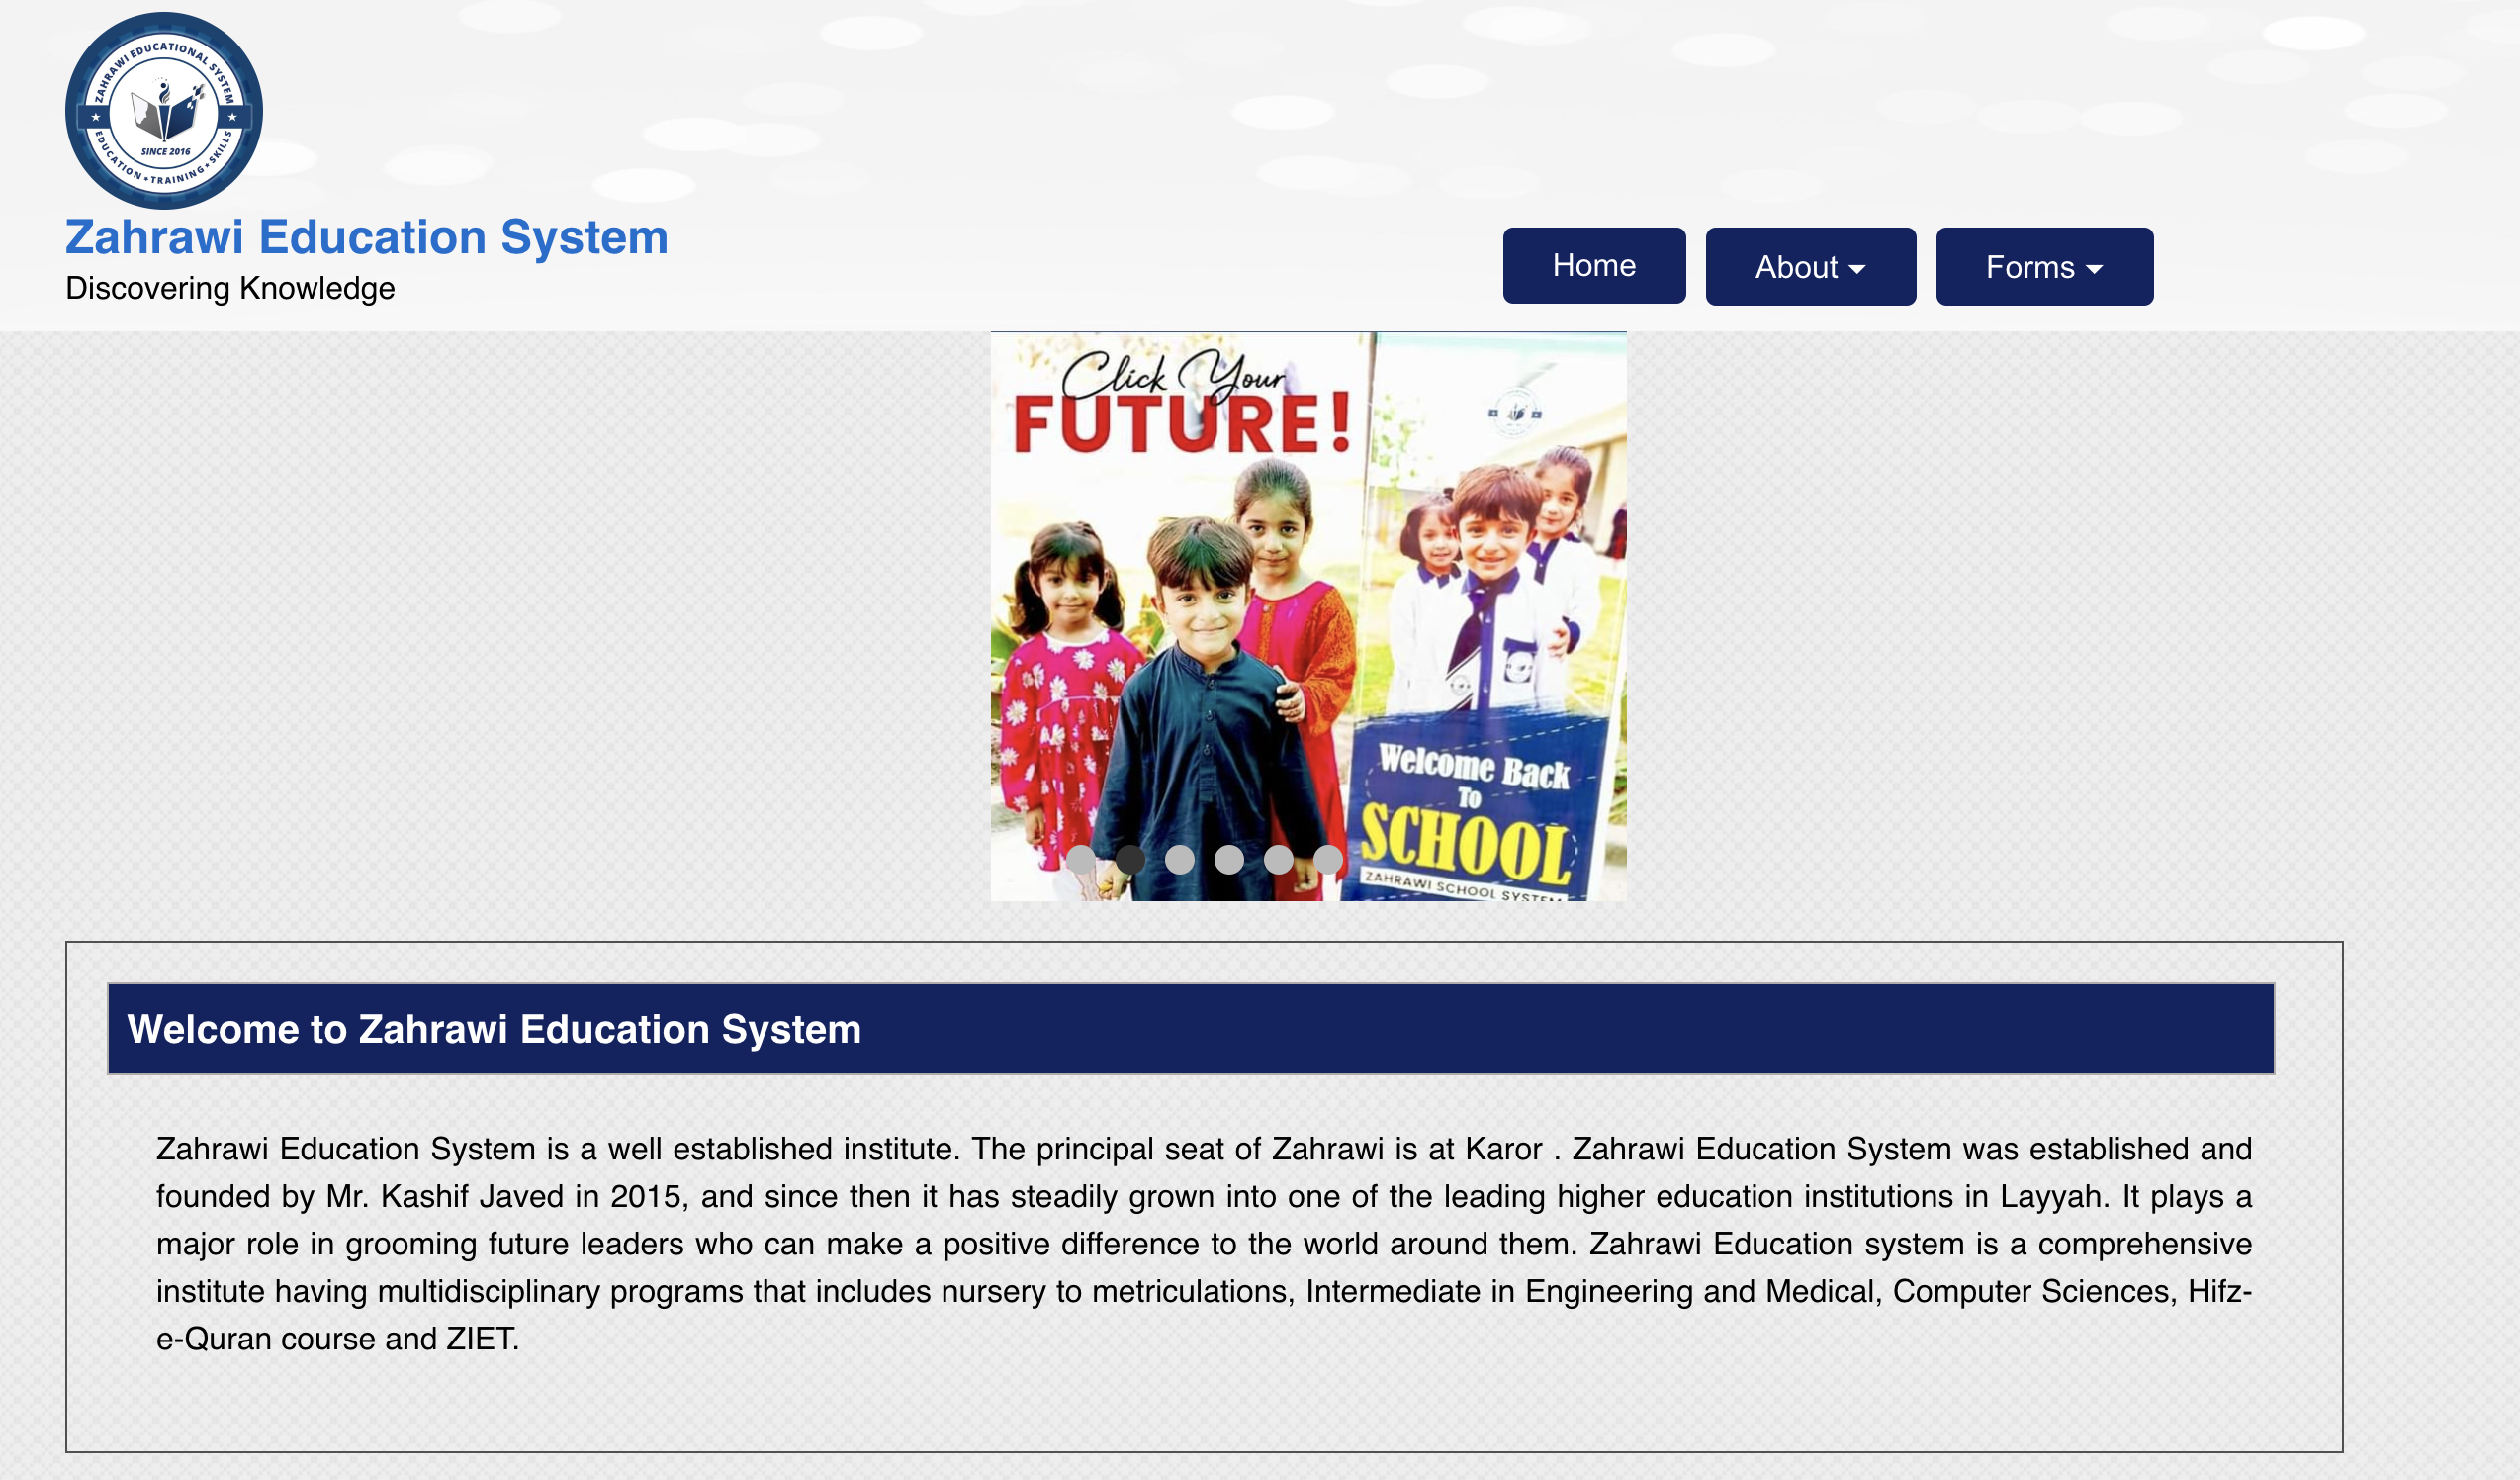 ZAHRAWI EDUCATIONAL SYSTEM
SINCE 2016
EDUCATION ★ TRAINING ★ SKILLS
Zahrawi Education System
Discovering Knowledge
Home
About
Forms
Click Your
FUTURE!
Welcome Back
To
SCHOOL
ZAHRAWI SCHOOL SYSTEM
Welcome to Zahrawi Education System
Zahrawi Education System is a well established institute. The principal seat of Zahrawi is at Karor . Zahrawi Education System was established and
founded by Mr. Kashif Javed in 2015, and since then it has steadily grown into one of the leading higher education institutions in Layyah. It plays a
major role in grooming future leaders who can make a positive difference to the world around them. Zahrawi Education system is a comprehensive
institute having multidisciplinary programs that includes nursery to metriculations, Intermediate in Engineering and Medical, Computer Sciences, Hifz-
e-Quran course and ZIET.